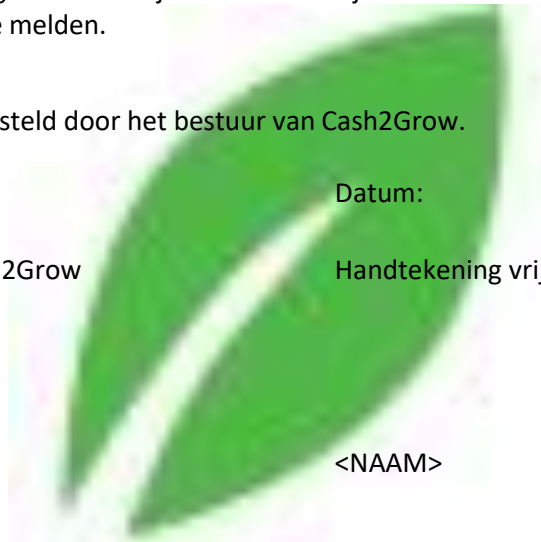 e melden.
steld door het bestuur van Cash2Grow.
Datum:
2Grow Handtekening vrij
<NAAM>